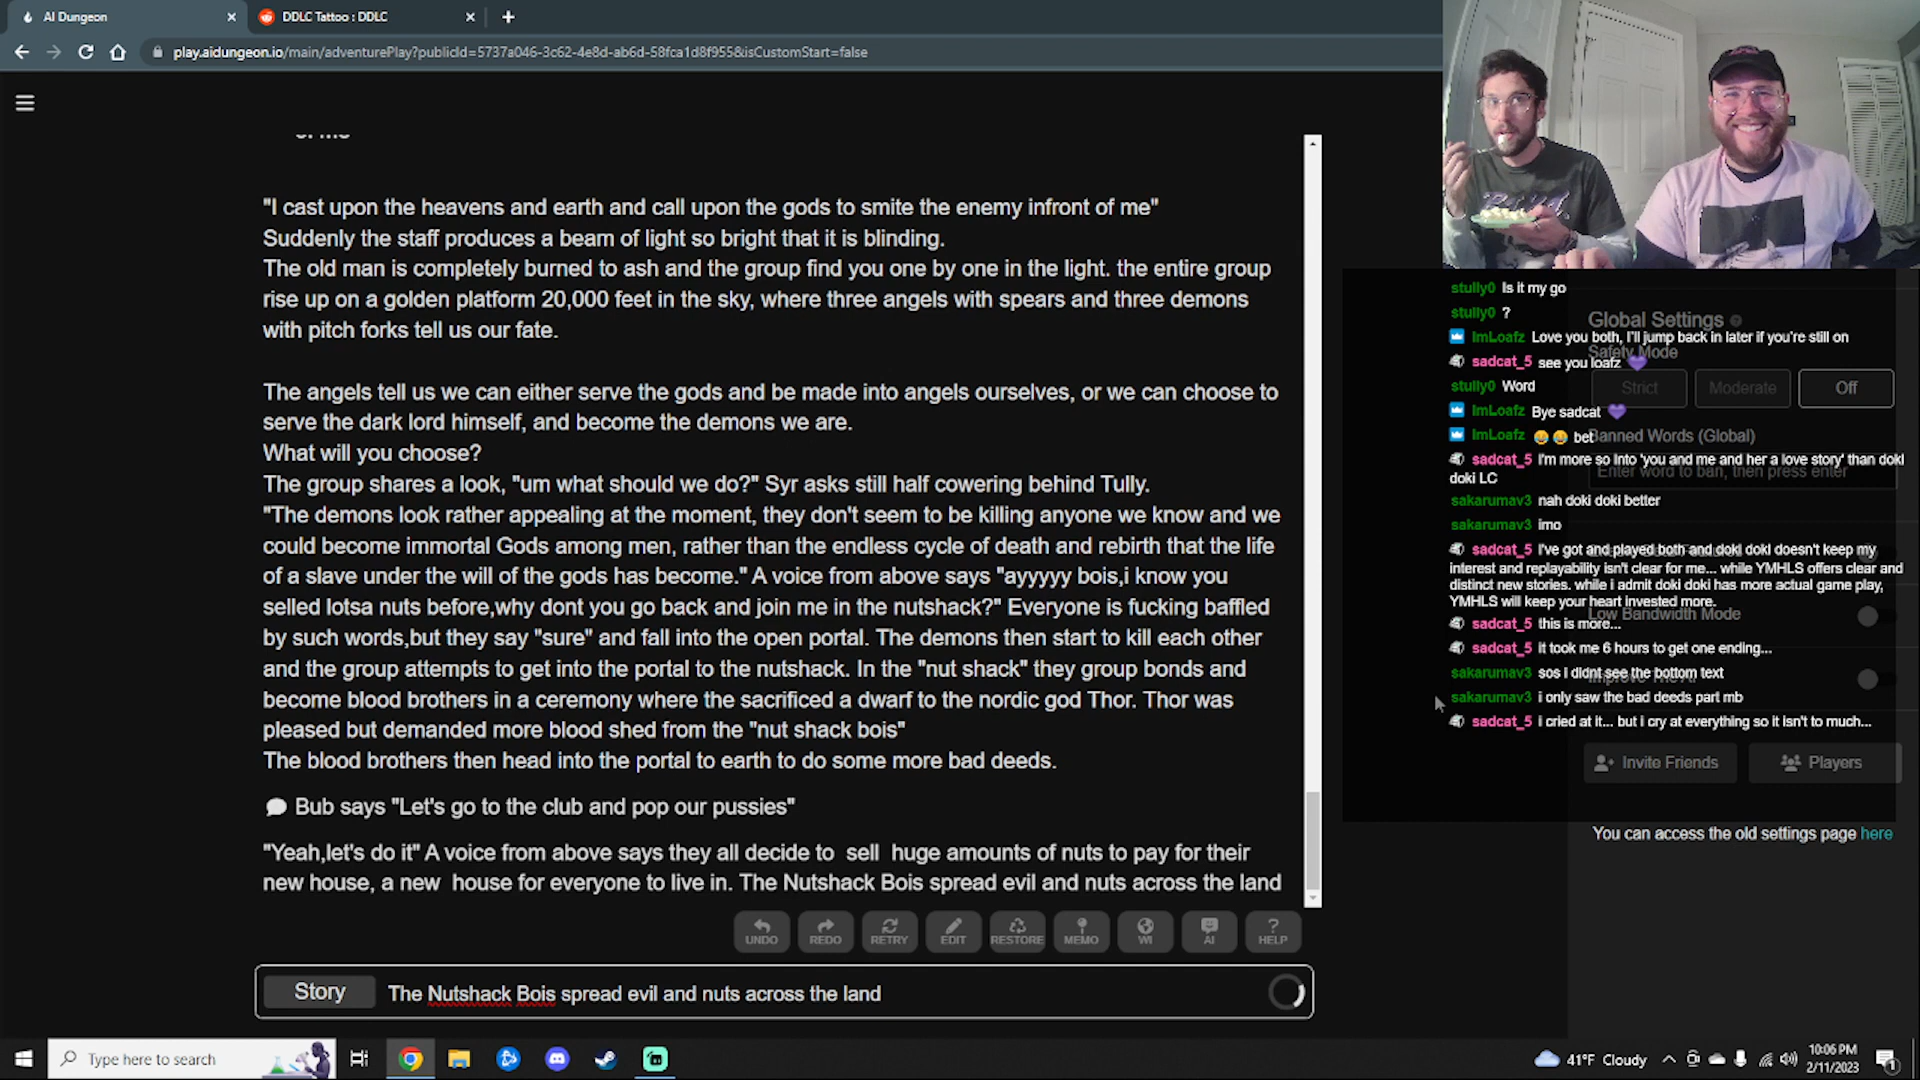 AI Dungeon
DDLC Tattoo : DDLC
play.aidungeon.io/main/adventurePlay?publicId=5737a046-3c62-4e8d-ab6d-58fca1d8f955&isCustomStart=false
"I cast upon the heavens and earth and call upon the gods to smite the enemy infront of me"
Suddenly the staff produces a beam of light so bright that it is blinding.
The old man is completely burned to ash and the group find you one by one in the light. the entire group
rise up on a golden platform 20,000 feet in the sky, where three angels with spears and three demons
with pitch forks tell us our fate.
The angels tell us we can either serve the gods and be made into angels ourselves, or we can choose to
serve the dark lord himself, and become the demons we are.
What will you choose?
The group shares a look, "um what should we do?" Syr asks still half cowering behind Tully.
"The demons look rather appealing at the moment, they don't seem to be killing anyone we know and we
could become immortal Gods among men, rather than the endless cycle of death and rebirth that the life
of a slave under the will of the gods has become." A voice from above says "ayyyyy bois,i know you
selled lotsa nuts before,why dont you go back and join me in the nutshack?" Everyone is fucking baffled
by such words,but they say "sure" and fall into the open portal. The demons then start to kill each other
and the group attempts to get into the portal to the nutshack. In the "nut shack" they group bonds and
become blood brothers in a ceremony where the sacrificed a dwarf to the nordic god Thor. Thor was
pleased but demanded more blood shed from the "nut shack bois"
The blood brothers then head into the portal to earth to do some more bad deeds.
Bub says "Let's go to the club and pop our pussies"
"Yeah,let's do it" A voice from above says they all decide to sell huge amounts of nuts to pay for their
new house, a new house for everyone to live in. The Nutshack Bois spread evil and nuts across the land
UNDO REDO RETRY EDIT RESTORE MEMO WI AI HELP
Story The Nutshack Bois spread evil and nuts across the land
stully0 Is it my go
stully0 ?
Global Settings
ImLoafz Love you both, I'll jump back in later if you're still on
Safety Mode
sadcat_5 see you loafz
stully0 Word
Strict Moderate Off
ImLoafz Bye sadcat
ImLoafz bet
Banned Words (Global)
sadcat_5 I'm more so into 'you and me and her a love story' than doki
doki LC
Enter word to ban, then press enter
sakarumav3 nah doki doki better
sakarumav3 imo
sadcat_5 I've got and played both and doki doki doesn't keep my
interest and replayability isn't clear for me... while YMHLS offers clear and
distinct new stories. while i admit doki doki has more actual game play,
YMHLS will keep your heart invested more.
Low Bandwidth Mode
sadcat_5 this is more...
sadcat_5 it took me 6 hours to get one ending...
sakarumav3 sos i didnt see the bottom text
sakarumav3 i only saw the bad deeds part mb
sadcat_5 i cried at it... but i cry at everything so it isn't to much...
Invite Friends Players
You can access the old settings page here
Type here to search
41°F Cloudy
10:06 PM
2/11/2023
1